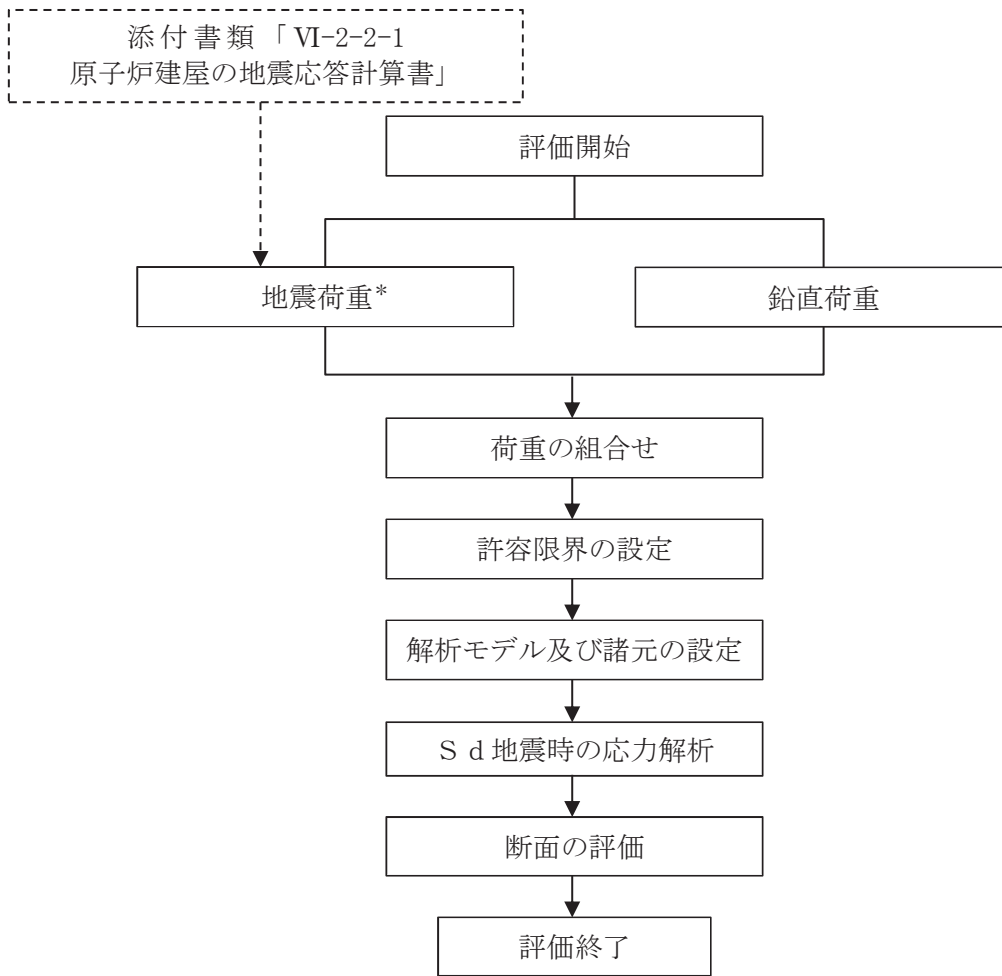 添付書類「Ⅵ-2-2-1
原子炉建屋の地震応答計算書」
評価開始
地震荷重*
鉛直荷重
荷重の組合せ
許容限界の設定
解析モデル及び諸元の設定
Ｓｄ地震時の応力解析
断面の評価
評価終了